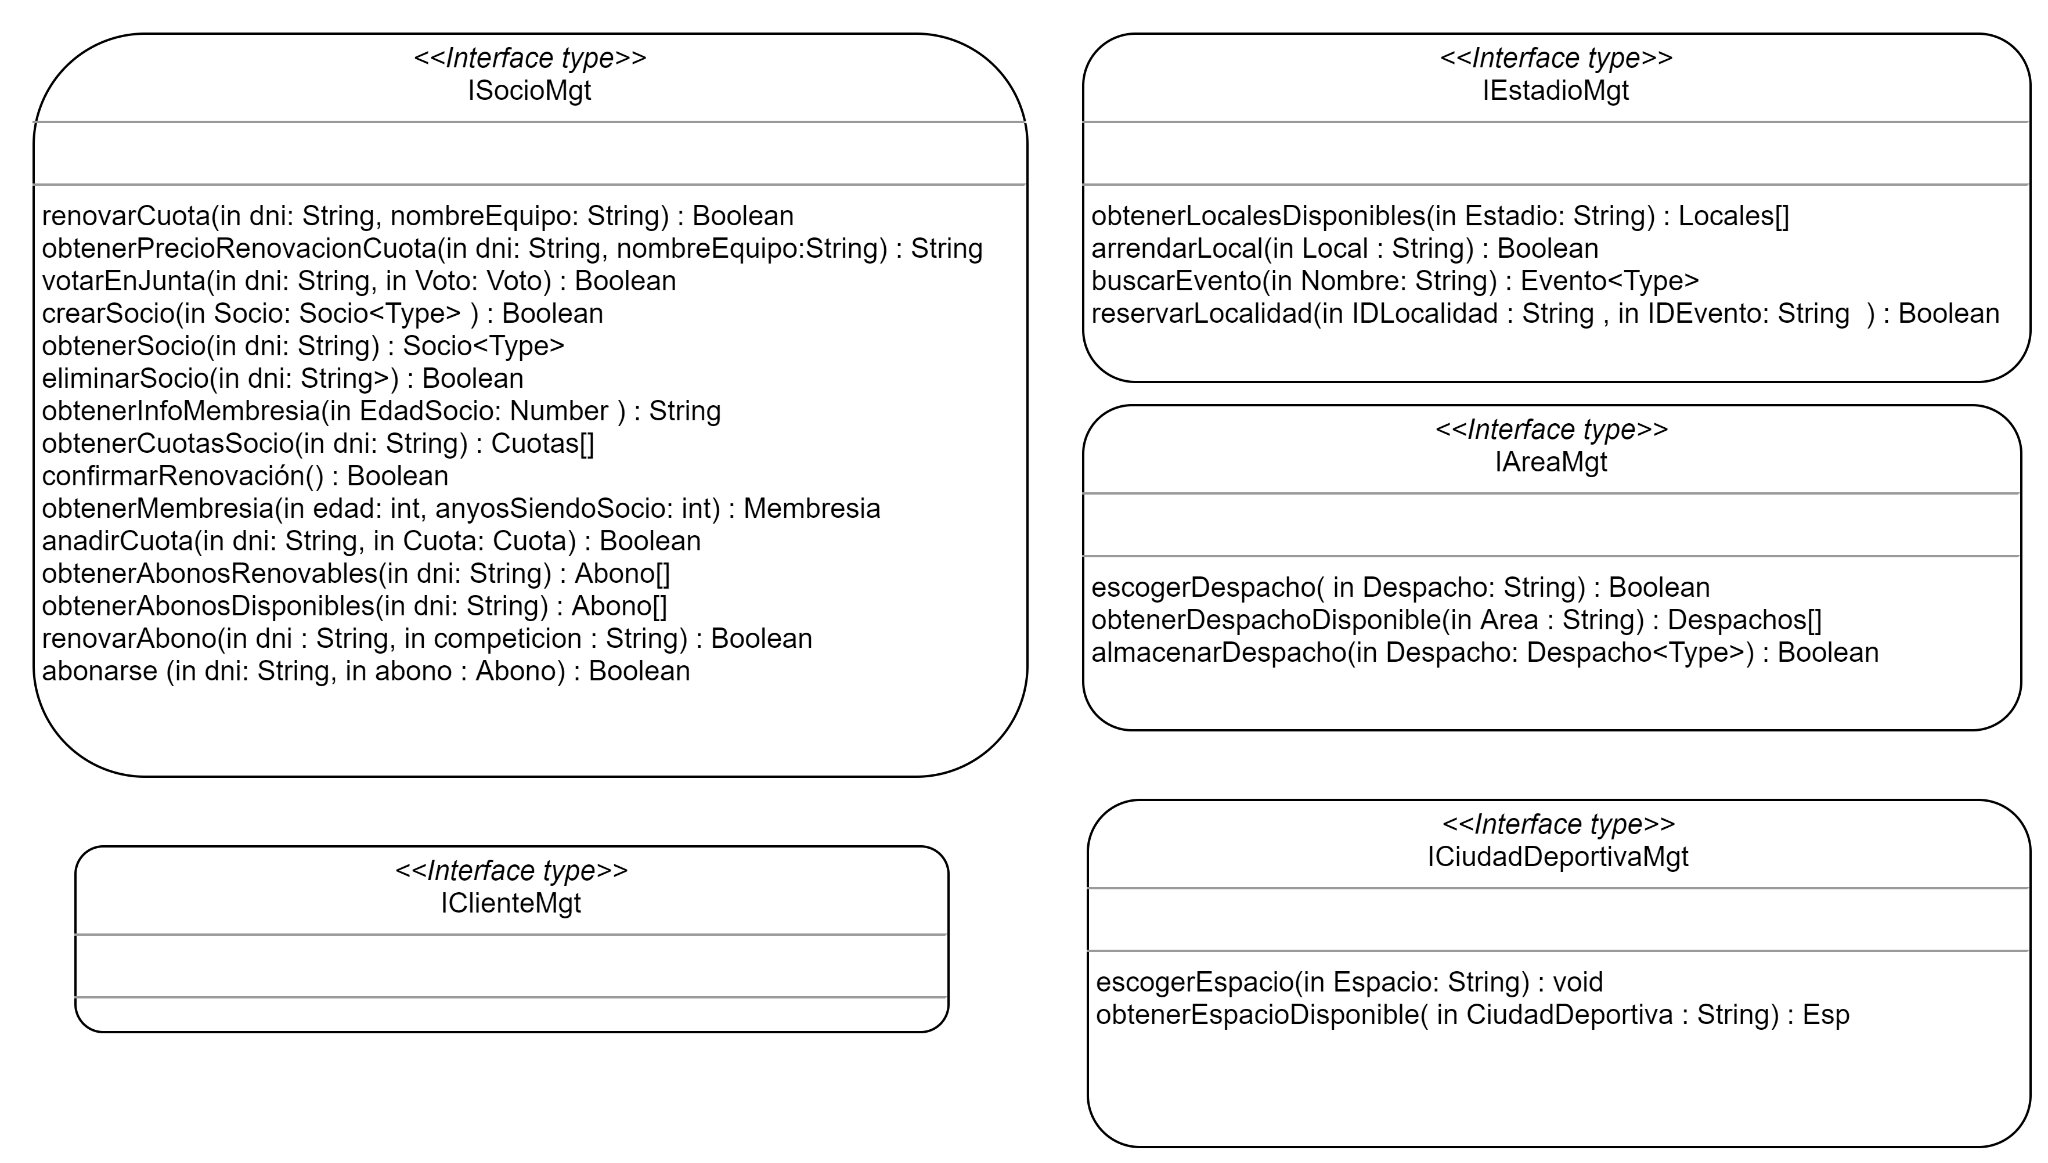 <<Interface type>>
ISocioMgt
renovarCuota(in dni: String, nombreEquipo: String) : Boolean
obtenerPrecioRenovacionCuota(in dni: String, nombreEquipo:String) : String
votarEnJunta(in dni: String, in Voto: Voto) : Boolean
crearSocio(in Socio: Socio<Type> ) : Boolean
obtenerSocio(in dni: String) : Socio<Type>
eliminarSocio(in dni: String>) : Boolean
obtenerInfoMembresia(in EdadSocio: Number ) : String
obtenerCuotasSocio(in dni: String) : Cuotas[]
confirmarRenovación() : Boolean
obtenerMembresia(in edad: int, anyosSiendoSocio: int) : Membresia
anadirCuota(in dni: String, in Cuota: Cuota) : Boolean
obtenerAbonosRenovables(in dni: String) : Abono[]
obtenerAbonosDisponibles(in dni: String) : Abono[]
renovarAbono(in dni : String, in competicion : String) : Boolean
abonarse (in dni: String, in abono : Abono) : Boolean
<<Interface type>>
IEstadioMgt
obtenerLocalesDisponibles(in Estadio: String) : Locales[]
arrendarLocal(in Local : String) : Boolean
buscarEvento(in Nombre: String) : Evento<Type>
reservarLocalidad(in IDLocalidad : String , in IDEvento: String  ) : Boolean
<<Interface type>>
IAreaMgt
escogerDespacho( in Despacho: String) : Boolean
obtenerDespachoDisponible(in Area : String) : Despachos[]
almacenarDespacho(in Despacho: Despacho<Type>) : Boolean
<<Interface type>>
IClienteMgt
<<Interface type>>
ICiudadDeportivaMgt
escogerEspacio(in Espacio: String) : void
obtenerEspacioDisponible( in CiudadDeportiva : String) : Esp